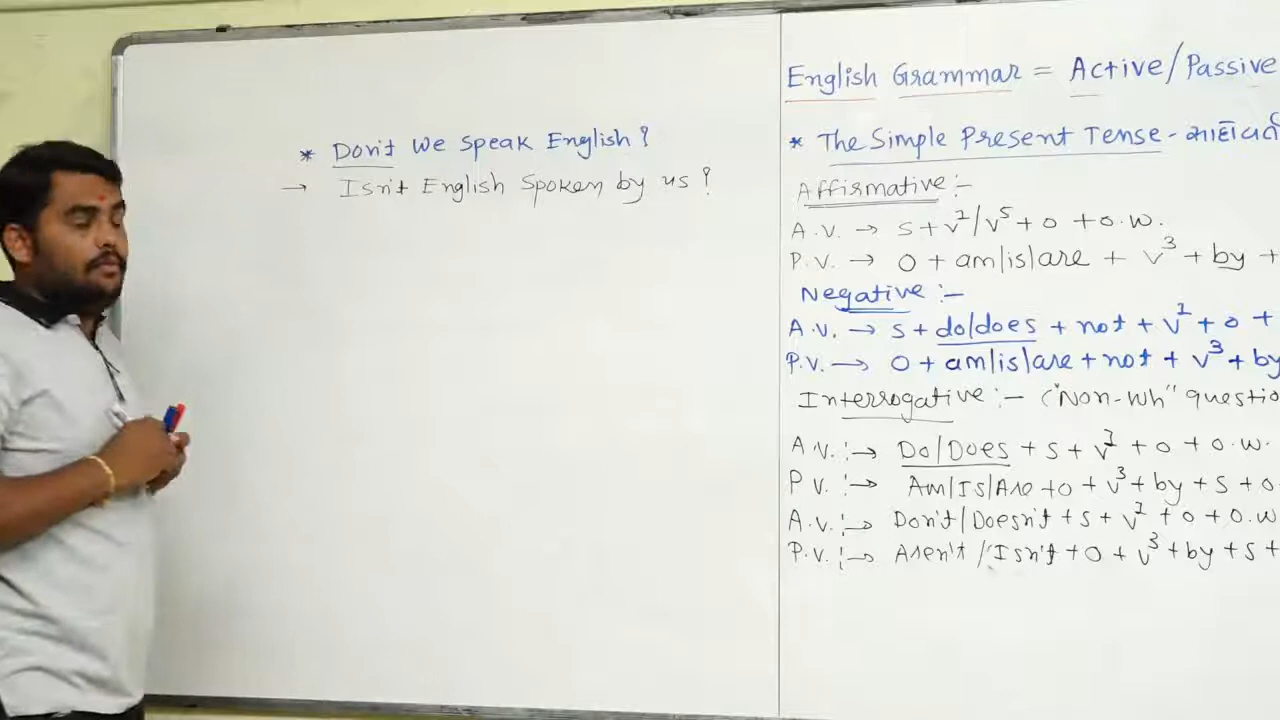 * Don't we speak English?
→ Isn't English spoken by us?
English Grammar = Active/Passive
* The Simple Present Tense -
Affirmative :-
A.V. → S + V²/V⁵ + O + O.W.
P.V. → O + am/is/are + V³ + by +
Negative :-
A.V. → S + do/does + not + V¹ + O +
P.V. → O + am/is/are + not + V³ + by
Interrogative :- ("Non-Wh" questio
A.V. :→ Do/Does + S + V¹ + O + O.W.
P.V. :→ Am/Is/Are + O + V³ + by + S + O.
A.V. :→ Don't/Doesn't + S + V¹ + O + O.W
P.V. :→ Aren't/Isn't + O + V³ + by + S +